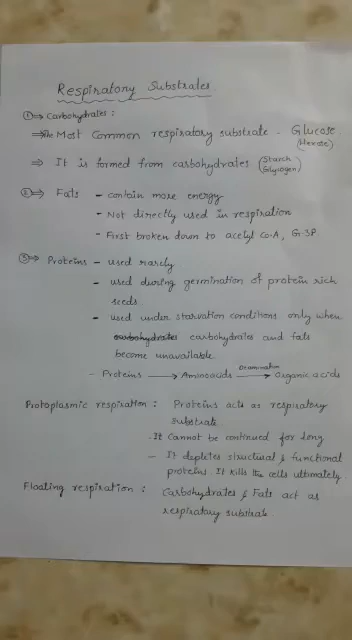 Respiratory Substrates
① ⇒ Carbohydrates :
⇒ Most Common respiratory substrate - Glucose
(Hexose)
⇒ It is formed from carbohydrates (Starch
Glycogen)
② ⇒ Fats - contain more energy
- Not directly used in respiration
- First broken down to acetyl Co-A, G-3P.
③ ⇒ Proteins - used rarely
- used during germination of protein rich
seeds.
- used under starvation conditions only when
carbohydrates carbohydrates and fats
become unavailable.
- Proteins ⟶ Aminoacids ⟶ Organic acids
Protoplasmic respiration : Proteins acts as respiratory
substrate.
- It cannot be continued for long
- It depletes structural & functional
proteins. It kills the cells ultimately.
Floating respiration : Carbohydrates & Fats act as
respiratory substrate.